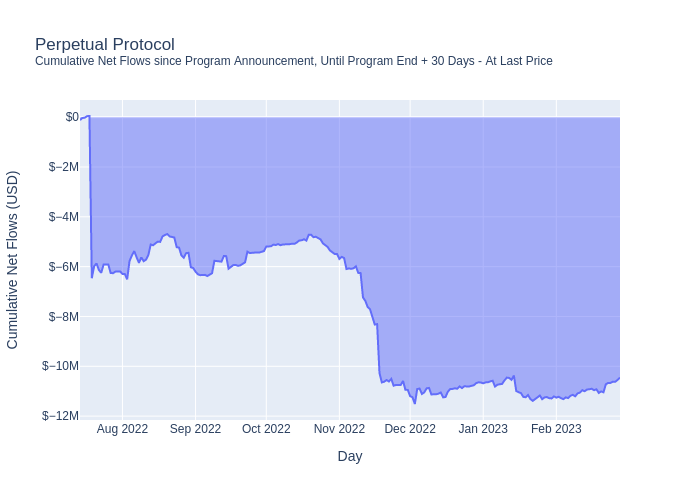 Perpetual Protocol
Cumulative Net Flows since Program Announcement, Until Program End + 30 Days - At Last Price
Cumulative Net Flows (USD)
$0
$−2M
$−4M
$−6M
$−8M
$−10M
$−12M
Aug 2022
Sep 2022
Oct 2022
Nov 2022
Dec 2022
Jan 2023
Feb 2023
Day